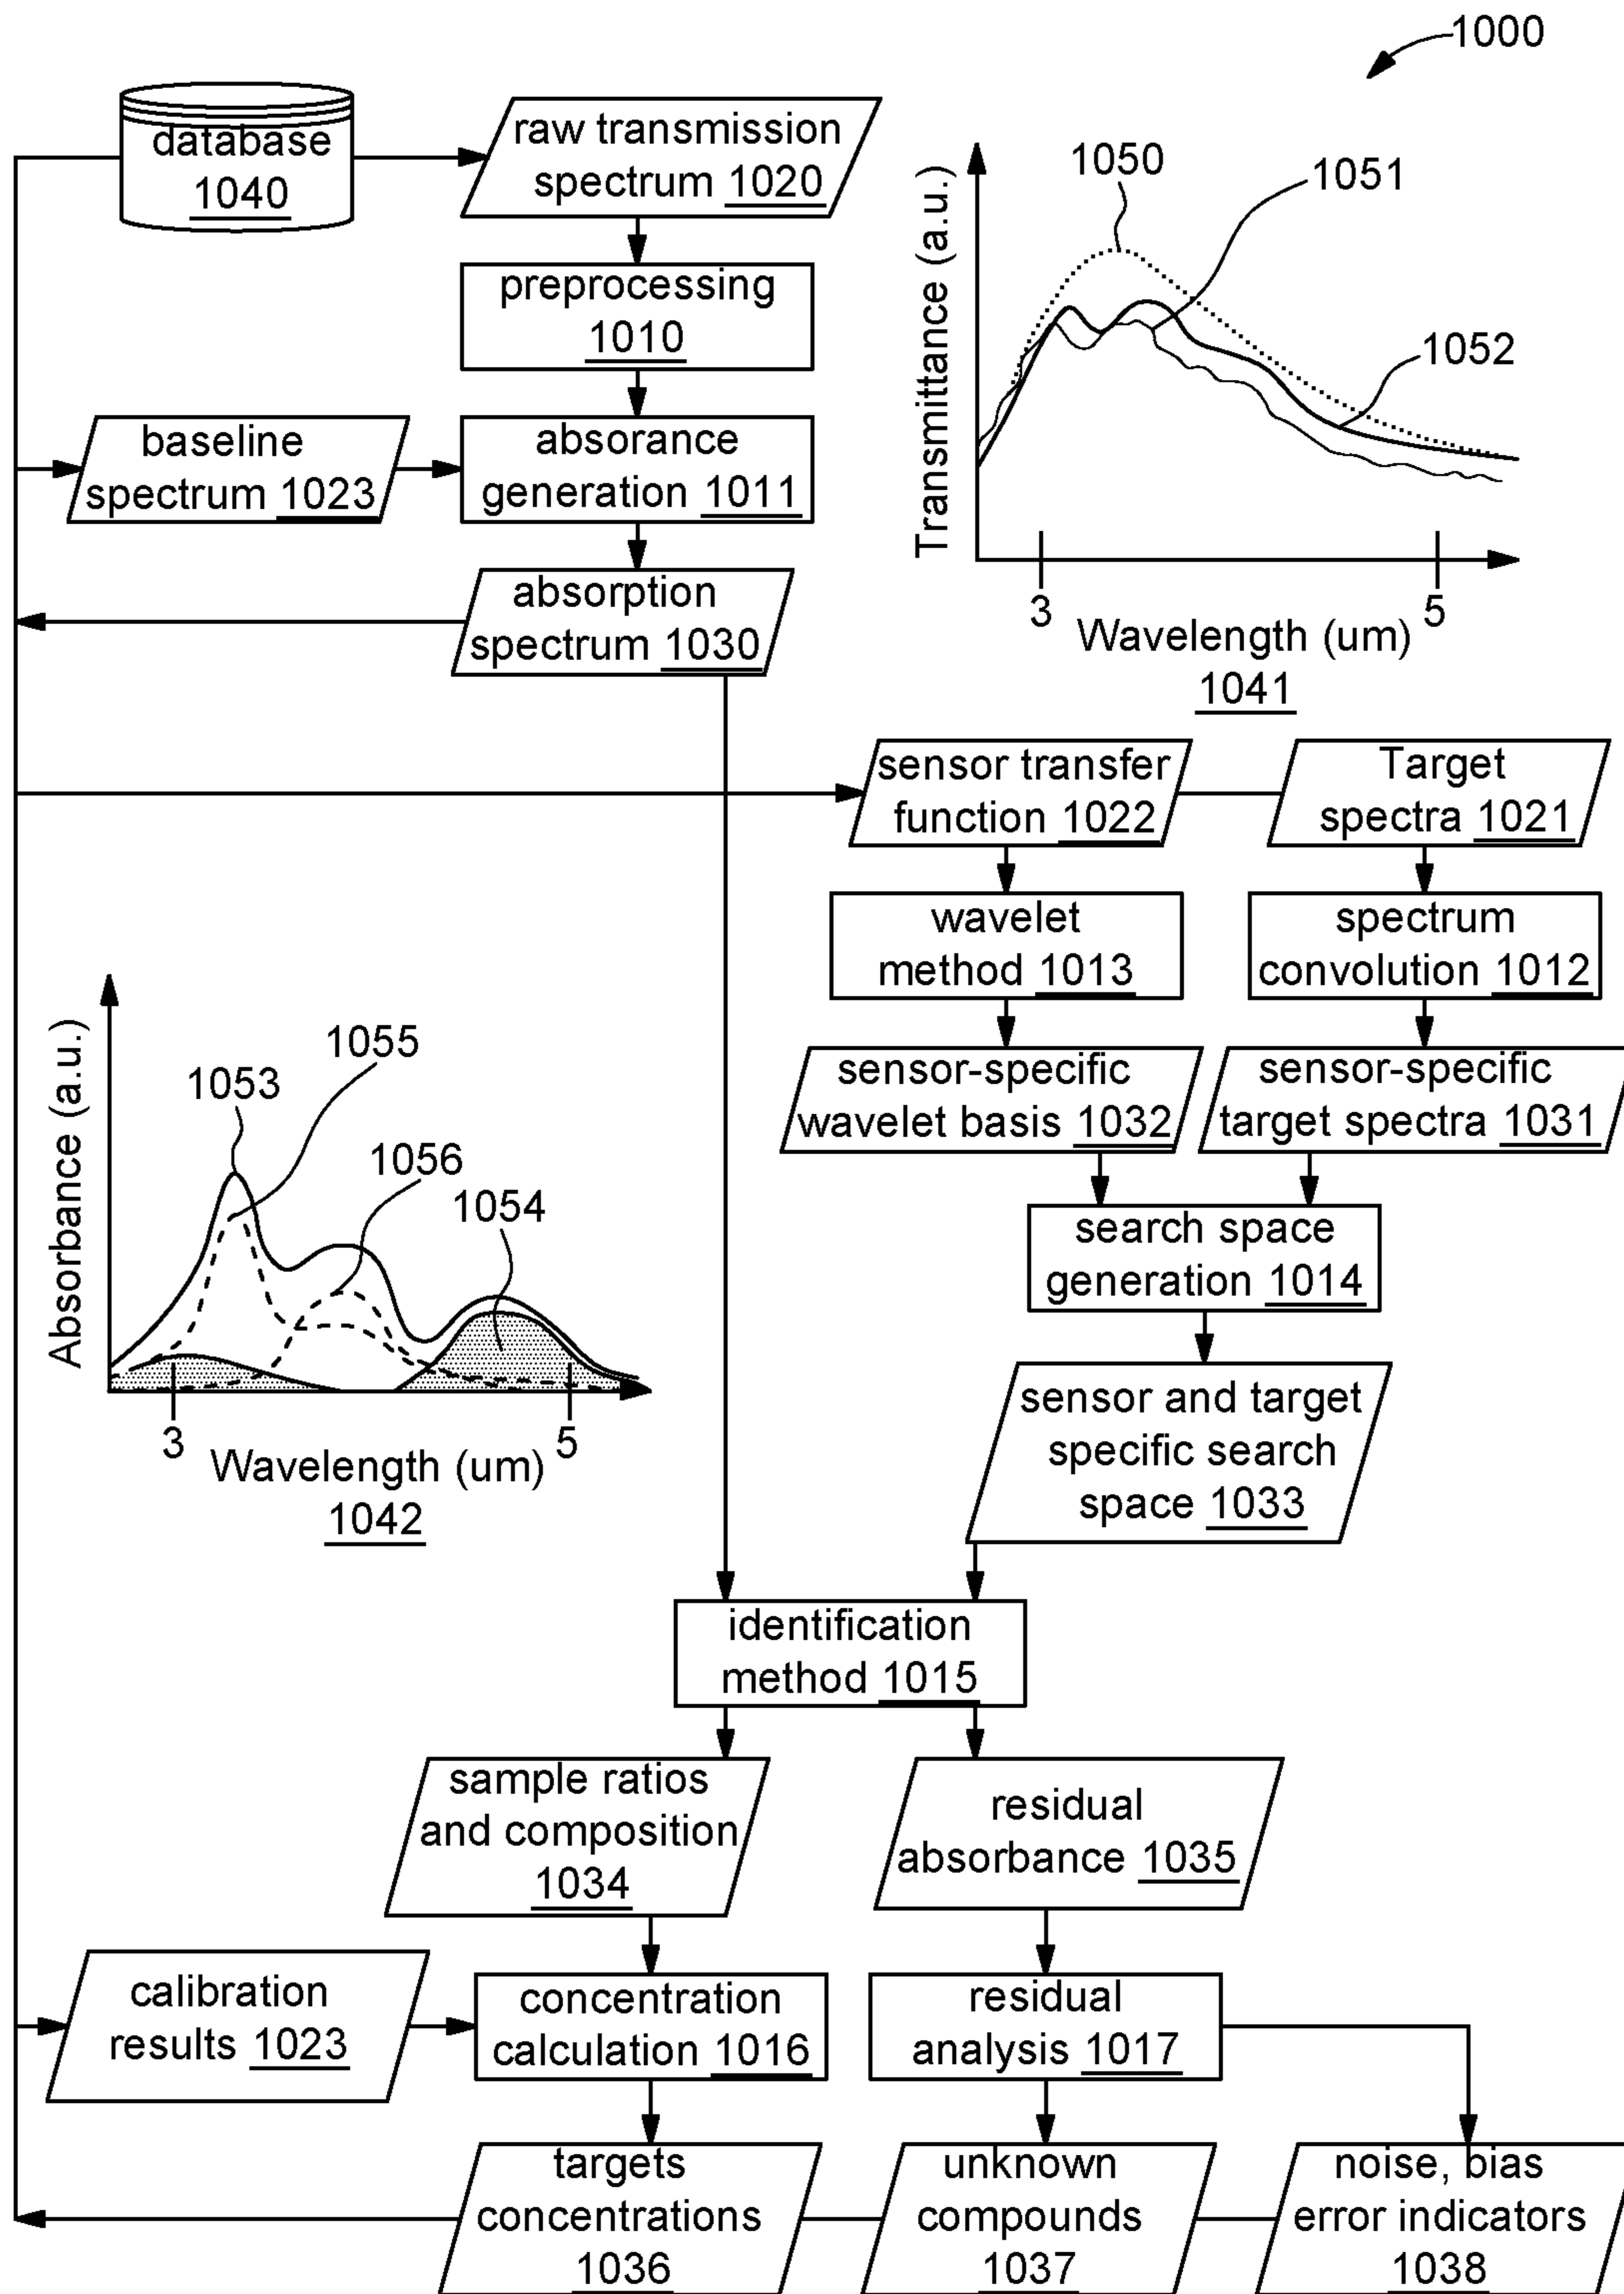 1000
database
1040
raw transmission
spectrum 1020
preprocessing
1010
baseline
spectrum 1023
absorance
generation 1011
absorption
spectrum 1030
Transmittance (a.u.)
1050
1051
1052
3
5
Wavelength (um)
1041
sensor transfer
function 1022
Target
spectra 1021
wavelet
method 1013
spectrum
convolution 1012
sensor-specific
wavelet basis 1032
sensor-specific
target spectra 1031
search space
generation 1014
sensor and target
specific search
space 1033
Absorbance (a.u.)
1053
1055
1056
1054
3
5
Wavelength (um)
1042
identification
method 1015
sample ratios
and composition
1034
residual
absorbance 1035
calibration
results 1023
concentration
calculation 1016
residual
analysis 1017
targets
concentrations
1036
unknown
compounds
1037
noise, bias
error indicators
1038